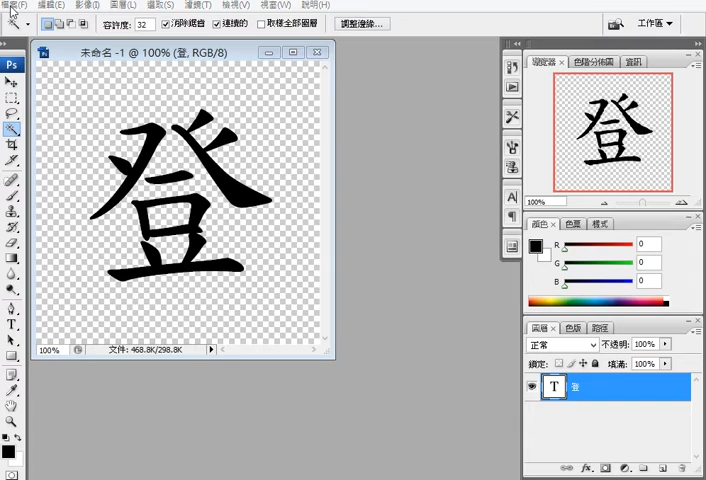 檔案(F) 編輯(E) 影像(I) 圖層(L) 選取(S) 濾鏡(T) 檢視(V) 視窗(W) 說明(H)
容許度: 32 消除鋸齒 連續的 取樣全部圖層 調整邊緣... 工作區
Ps
未命名 -1 @ 100% (登, RGB/8)
登
100% 文件: 468.8K/298.8K
導覽器 色階分佈圖 資訊
登
100%
顏色 色票 樣式
R 0
G 0
B 0
圖層 色版 路徑
正常 不透明: 100%
鎖定: 填滿: 100%
T 登